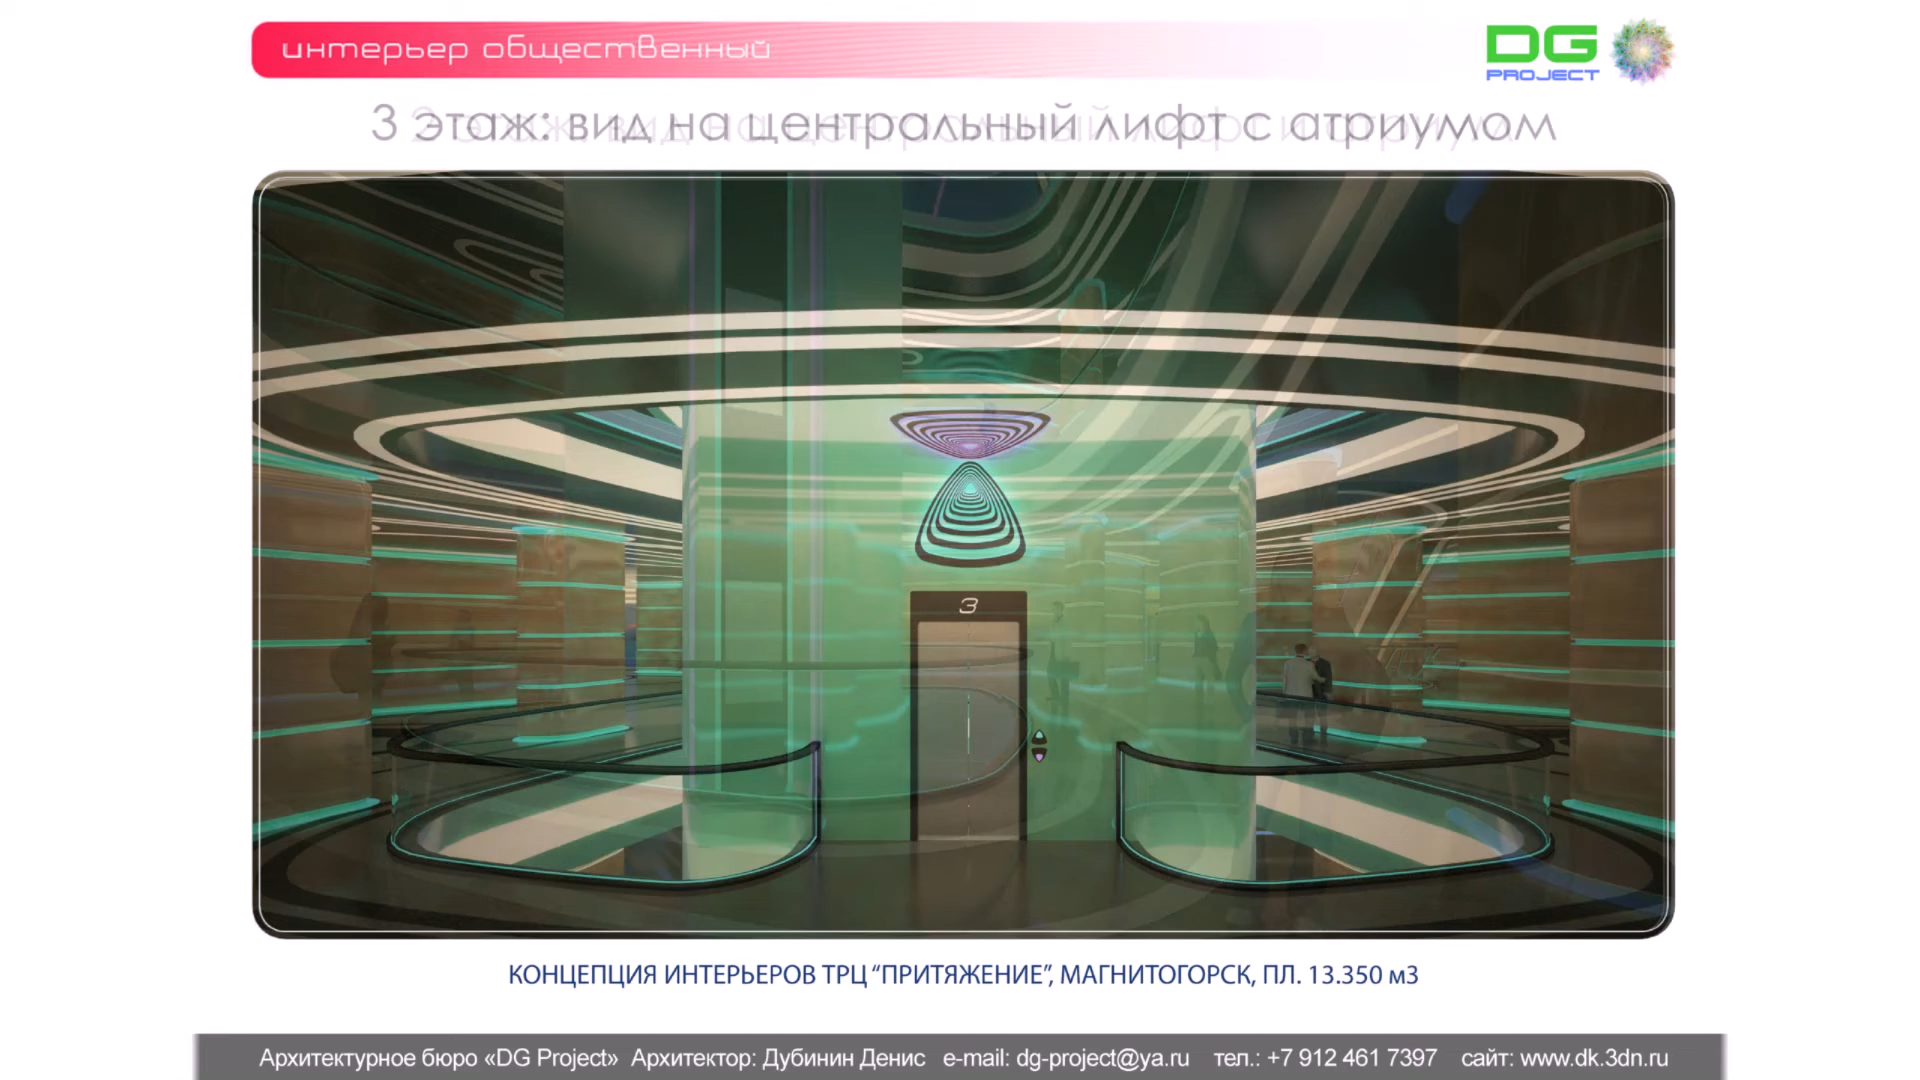 интерьер общественный
DG
PROJECT
3 этаж: вид на центральный лифт с атриумом
3
КОНЦЕПЦИЯ ИНТЕРЬЕРОВ ТРЦ “ПРИТЯЖЕНИЕ”, МАГНИТОГОРСК, ПЛ. 13.350 м3
Архитектурное бюро «DG Project» Архитектор: Дубинин Денис e-mail: dg-project@ya.ru тел.: +7 912 461 7397 сайт: www.dk.3dn.ru